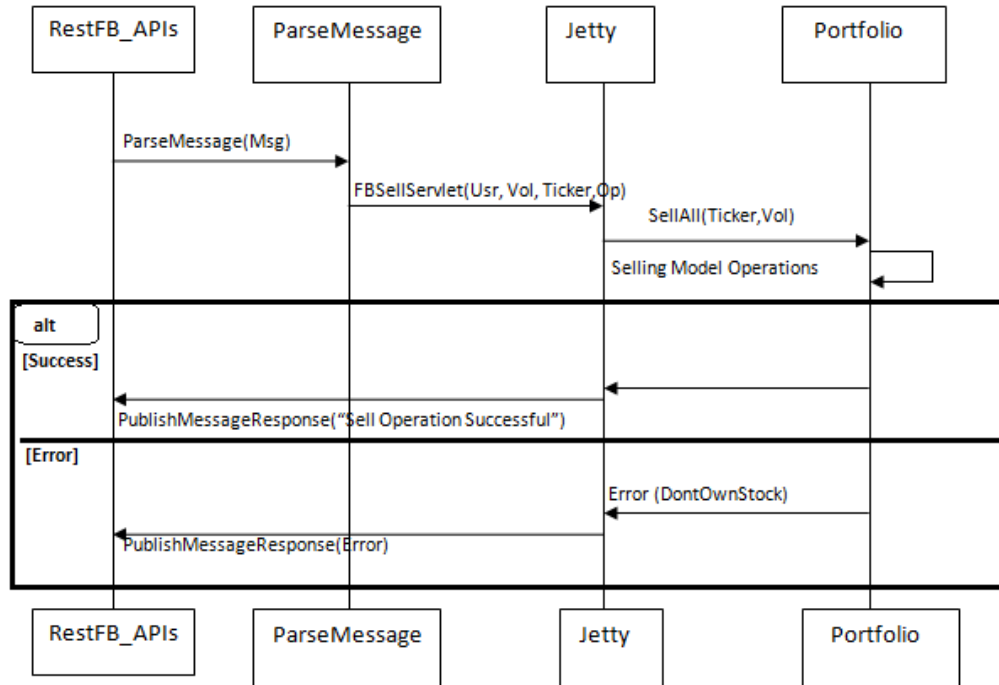 RestFB_APIs
ParseMessage
Jetty
Portfolio
ParseMessage(Msg)
FBSellServlet(Usr, Vol, Ticker,Op)
SellAll(Ticker,Vol)
Selling Model Operations
alt
[Success]
PublishMessageResponse(“Sell Operation Successful”)
[Error]
Error (DontOwnStock)
PublishMessageResponse(Error)
RestFB_APIs
ParseMessage
Jetty
Portfolio